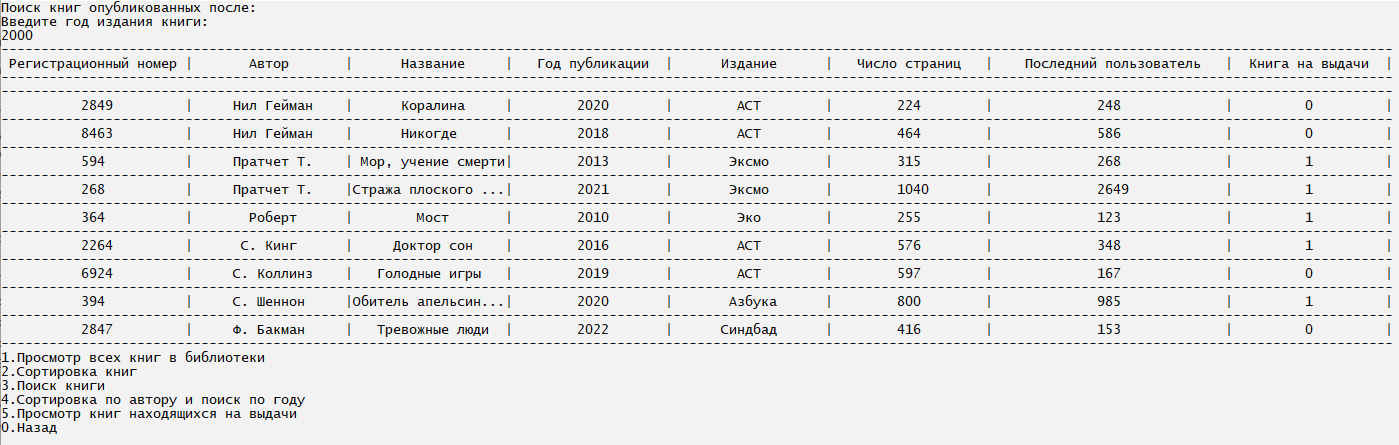 Поиск книг опубликованных после:
Введите год издания книги:
2000
Регистрационный номер | Автор | Название | Год публикации | Издание | Число страниц | Последний пользователь | Книга на выдачи |
2849 | Нил Гейман | Коралина | 2020 | АСТ | 224 | 248 | 0 |
8463 | Нил Гейман | Никогде | 2018 | АСТ | 464 | 586 | 0 |
594 | Пратчет Т. | Мор, учение смерти| 2013 | Эксмо | 315 | 268 | 1 |
268 | Пратчет Т. |Стража плоского ...| 2021 | Эксмо | 1040 | 2649 | 1 |
364 | Роберт | Мост | 2010 | Эко | 255 | 123 | 1 |
2264 | С. Кинг | Доктор сон | 2016 | АСТ | 576 | 348 | 1 |
6924 | С. Коллинз | Голодные игры | 2019 | АСТ | 597 | 167 | 0 |
394 | С. Шеннон |Обитель апельсин...| 2020 | Азбука | 800 | 985 | 1 |
2847 | Ф. Бакман | Тревожные люди | 2022 | Синдбад | 416 | 153 | 0 |
1.Просмотр всех книг в библиотеки
2.Сортировка книг
3.Поиск книги
4.Сортировка по автору и поиск по году
5.Просмотр книг находящихся на выдачи
0.Назад